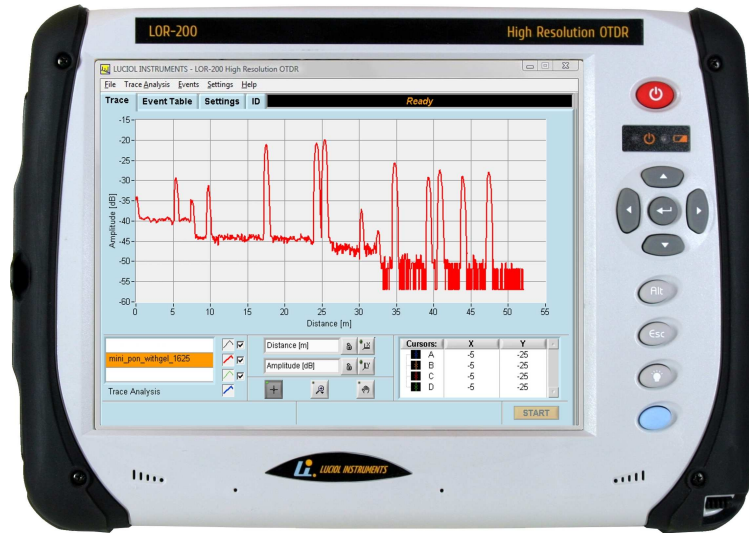 LOR-200 High Resolution OTDR
LUCIOL INSTRUMENTS - LOR-200 High Resolution OTDR
File Trace Analysis Events Settings Help
Trace Event Table Settings ID Ready
-15
-20
-25
-30
-35
-40
-45
-50
-55
-60
Amplitude [dB]
0 5 10 15 20 25 30 35 40 45 50 55
Distance [m]
mini_pon_withgel_1625
Trace Analysis
Distance [m]
Amplitude [dB]
Cursors: X Y
A -5 -25
B -5 -25
C -5 -25
D -5 -25
START
Alt
Esc
Li. LUCIOL INSTRUMENTS